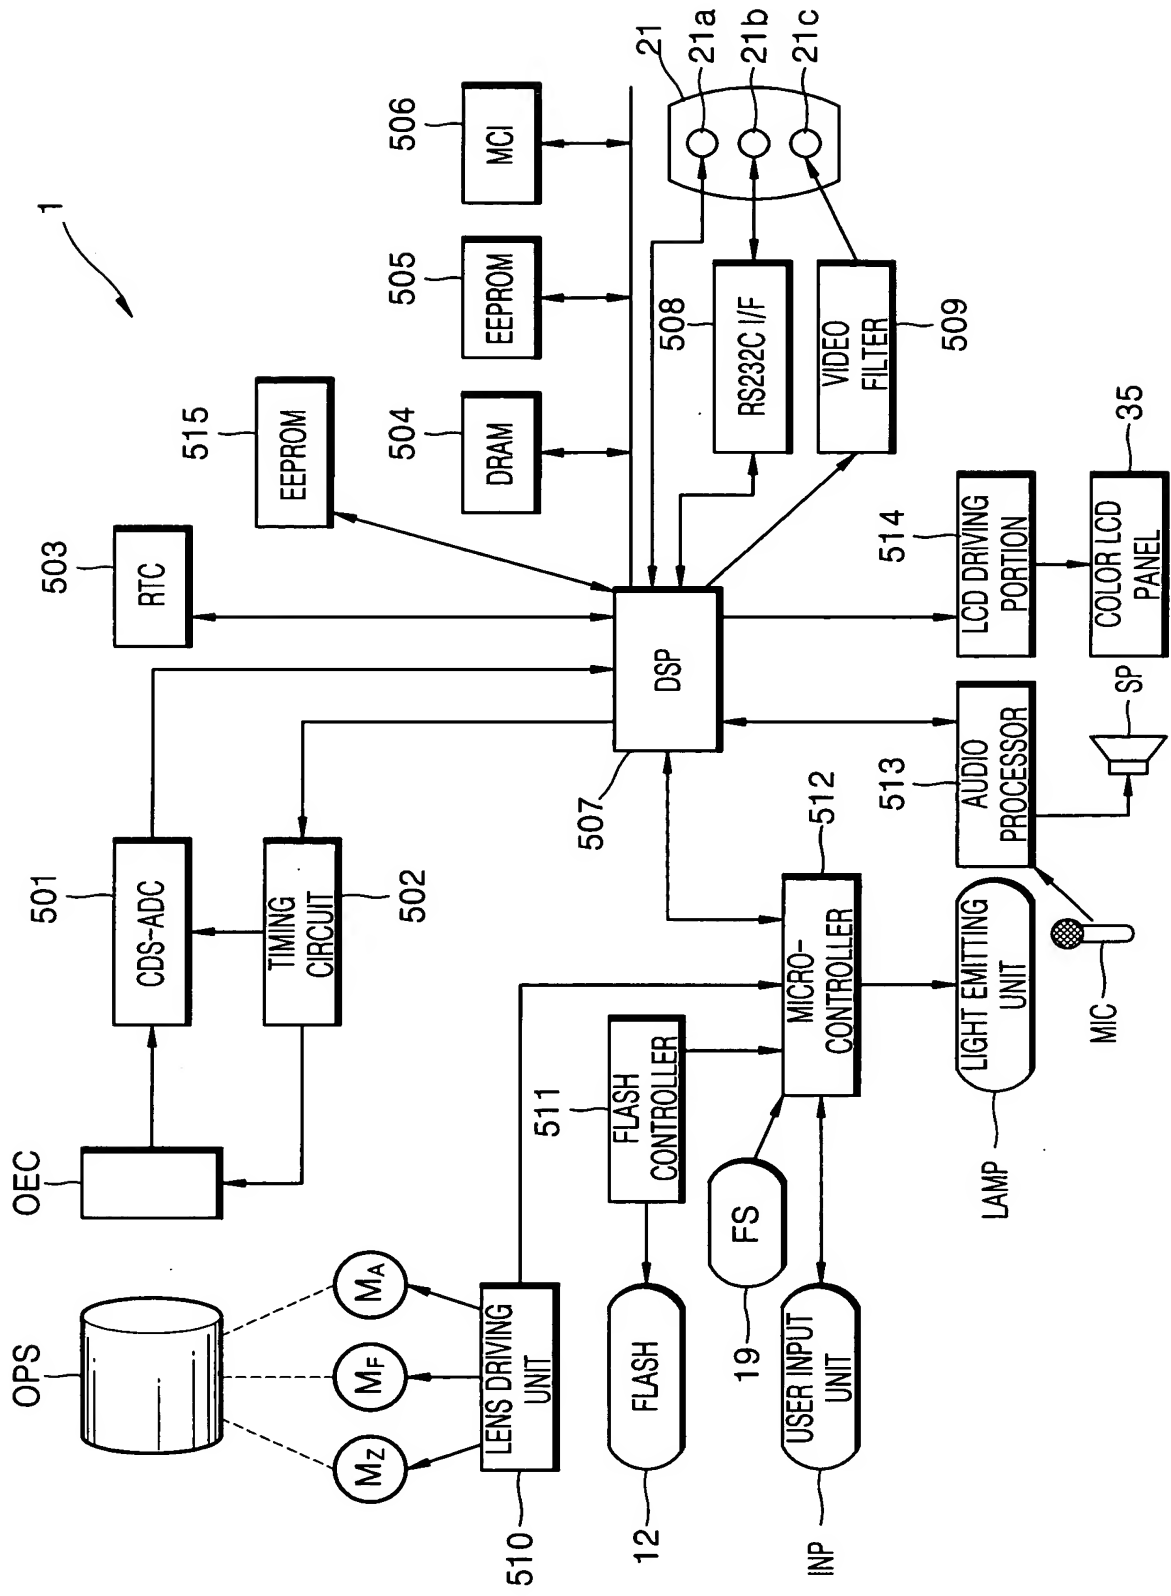 1
OPS
OEC
501
CDS-ADC
503
RTC
515
EEPROM
TIMING
CIRCUIT
502
MA
MF
MZ
504
DRAM
505
EEPROM
506
MCI
510
LENS DRIVING
UNIT
507
DSP
21
21a
21b
21c
511
FLASH
CONTROLLER
12
FLASH
508
RS232C I/F
19
FS
512
MICRO-
CONTROLLER
VIDEO
FILTER
509
INP
USER INPUT
UNIT
LAMP
LIGHT EMITTING
UNIT
513
AUDIO
PROCESSOR
514
LCD DRIVING
PORTION
MIC
SP
COLOR LCD
PANEL
35